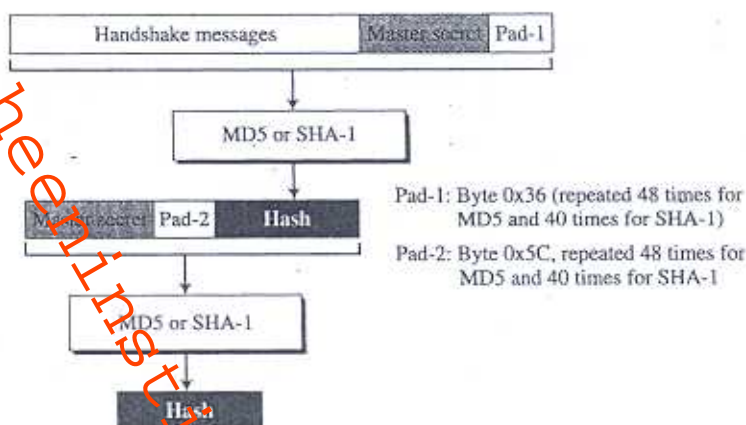 Handshake messages Master secret Pad-1
MD5 or SHA-1
Master secret Pad-2 Hash
Pad-1: Byte 0x36 (repeated 48 times for
MD5 and 40 times for SHA-1)
Pad-2: Byte 0x5C, repeated 48 times for
MD5 and 40 times for SHA-1
MD5 or SHA-1
Hash